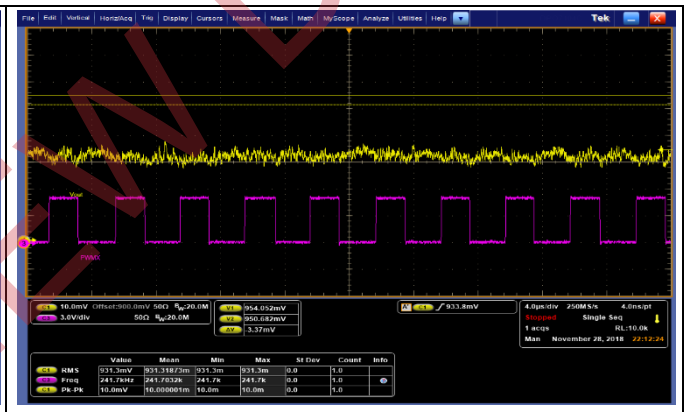 File Edit Vertical Horiz/Acq Trig Display Cursors Measure Mask Math MyScope Analyze Utilities Help Tek
Vout
PWMX
C1 10.0mV Offset:900.0mV 50Ω BW:20.0M
C3 3.0V/div 50Ω BW:20.0M
V1 954.052mV
V2 950.682mV
ΔV -3.37mV
A' C1 933.8mV
4.0µs/div 250MS/s 4.0ns/pt
Stopped Single Seq
1 acqs RL:10.0k
Man November 28, 2018 22:12:24
Value Mean Min Max St Dev Count Info
C1 RMS 931.3mV 931.31873m 931.3m 931.3m 0.0 1.0
Freq 241.7kHz 241.7032k 241.7k 241.7k 0.0 1.0
C1 Pk-Pk 10.0mV 10.000001m 10.0m 10.0m 0.0 1.0